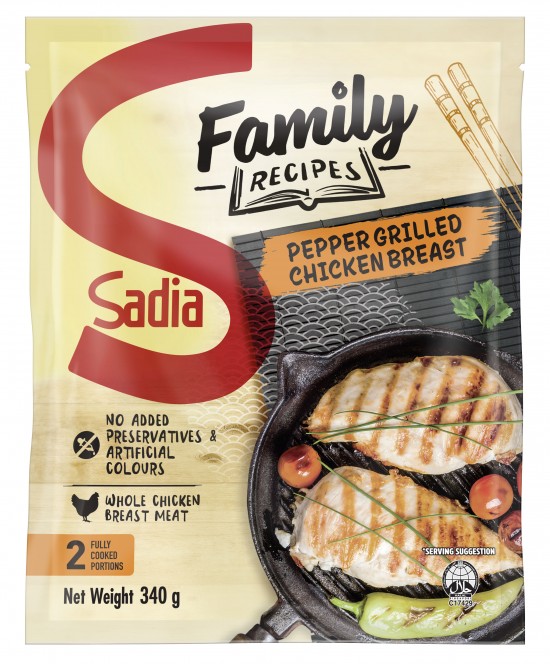 Family
RECIPES
PEPPER GRILLED
CHICKEN BREAST
Sadia
NO ADDED
PRESERVATIVES &
ARTIFICIAL
COLOURS
WHOLE CHICKEN
BREAST MEAT
2 FULLY
COOKED
PORTIONS
Net Weight 340 g
*SERVING SUGGESTION
C17429